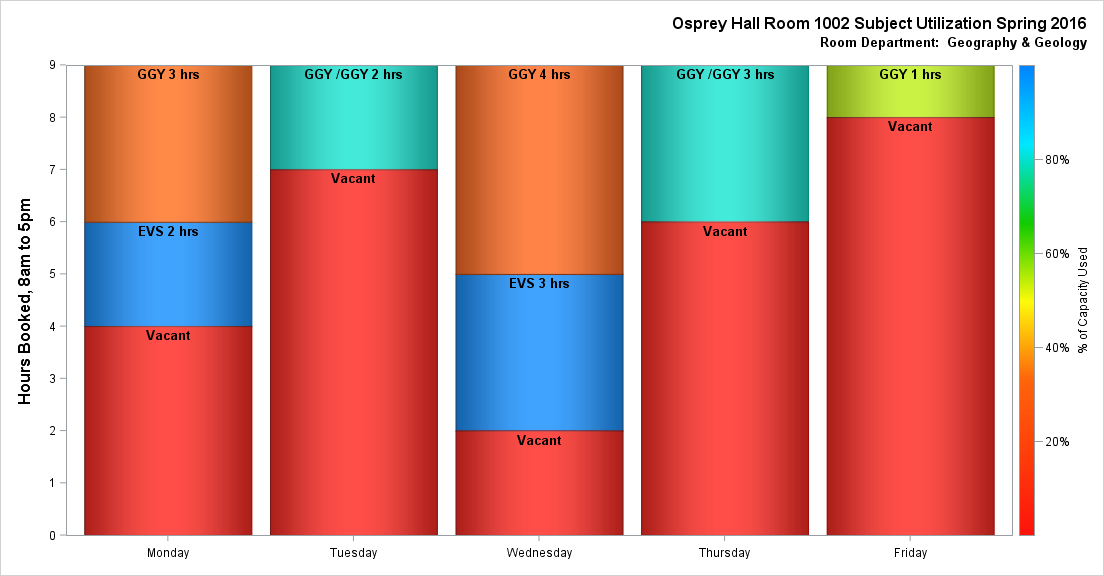 Osprey Hall Room 1002 Subject Utilization Spring 2016
Room Department:  Geography & Geology
Hours Booked, 8am to 5pm
9
8
7
6
5
4
3
2
1
0
GGY 3 hrs
EVS 2 hrs
Vacant
GGY /GGY 2 hrs
Vacant
GGY 4 hrs
EVS 3 hrs
Vacant
GGY /GGY 3 hrs
Vacant
GGY 1 hrs
Vacant
Monday
Tuesday
Wednesday
Thursday
Friday
80%
60%
40%
20%
% of Capacity Used